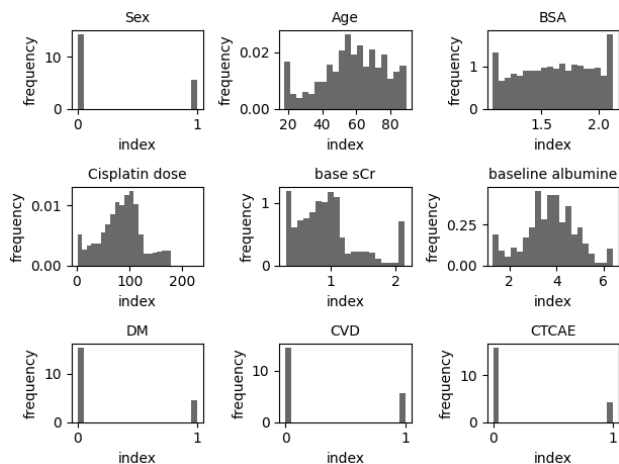 Sex
Age
BSA
frequency
10
0
0
1
index
frequency
0.02
0.00
20
40
60
80
index
frequency
1
0
1.5
2.0
index
Cisplatin dose
base sCr
baseline albumine
frequency
0.01
0.00
0
100
200
index
frequency
1
0
1
2
index
frequency
0.25
0.00
2
4
6
index
DM
CVD
CTCAE
frequency
10
0
0
1
index
frequency
10
0
0
1
index
frequency
10
0
0
1
index